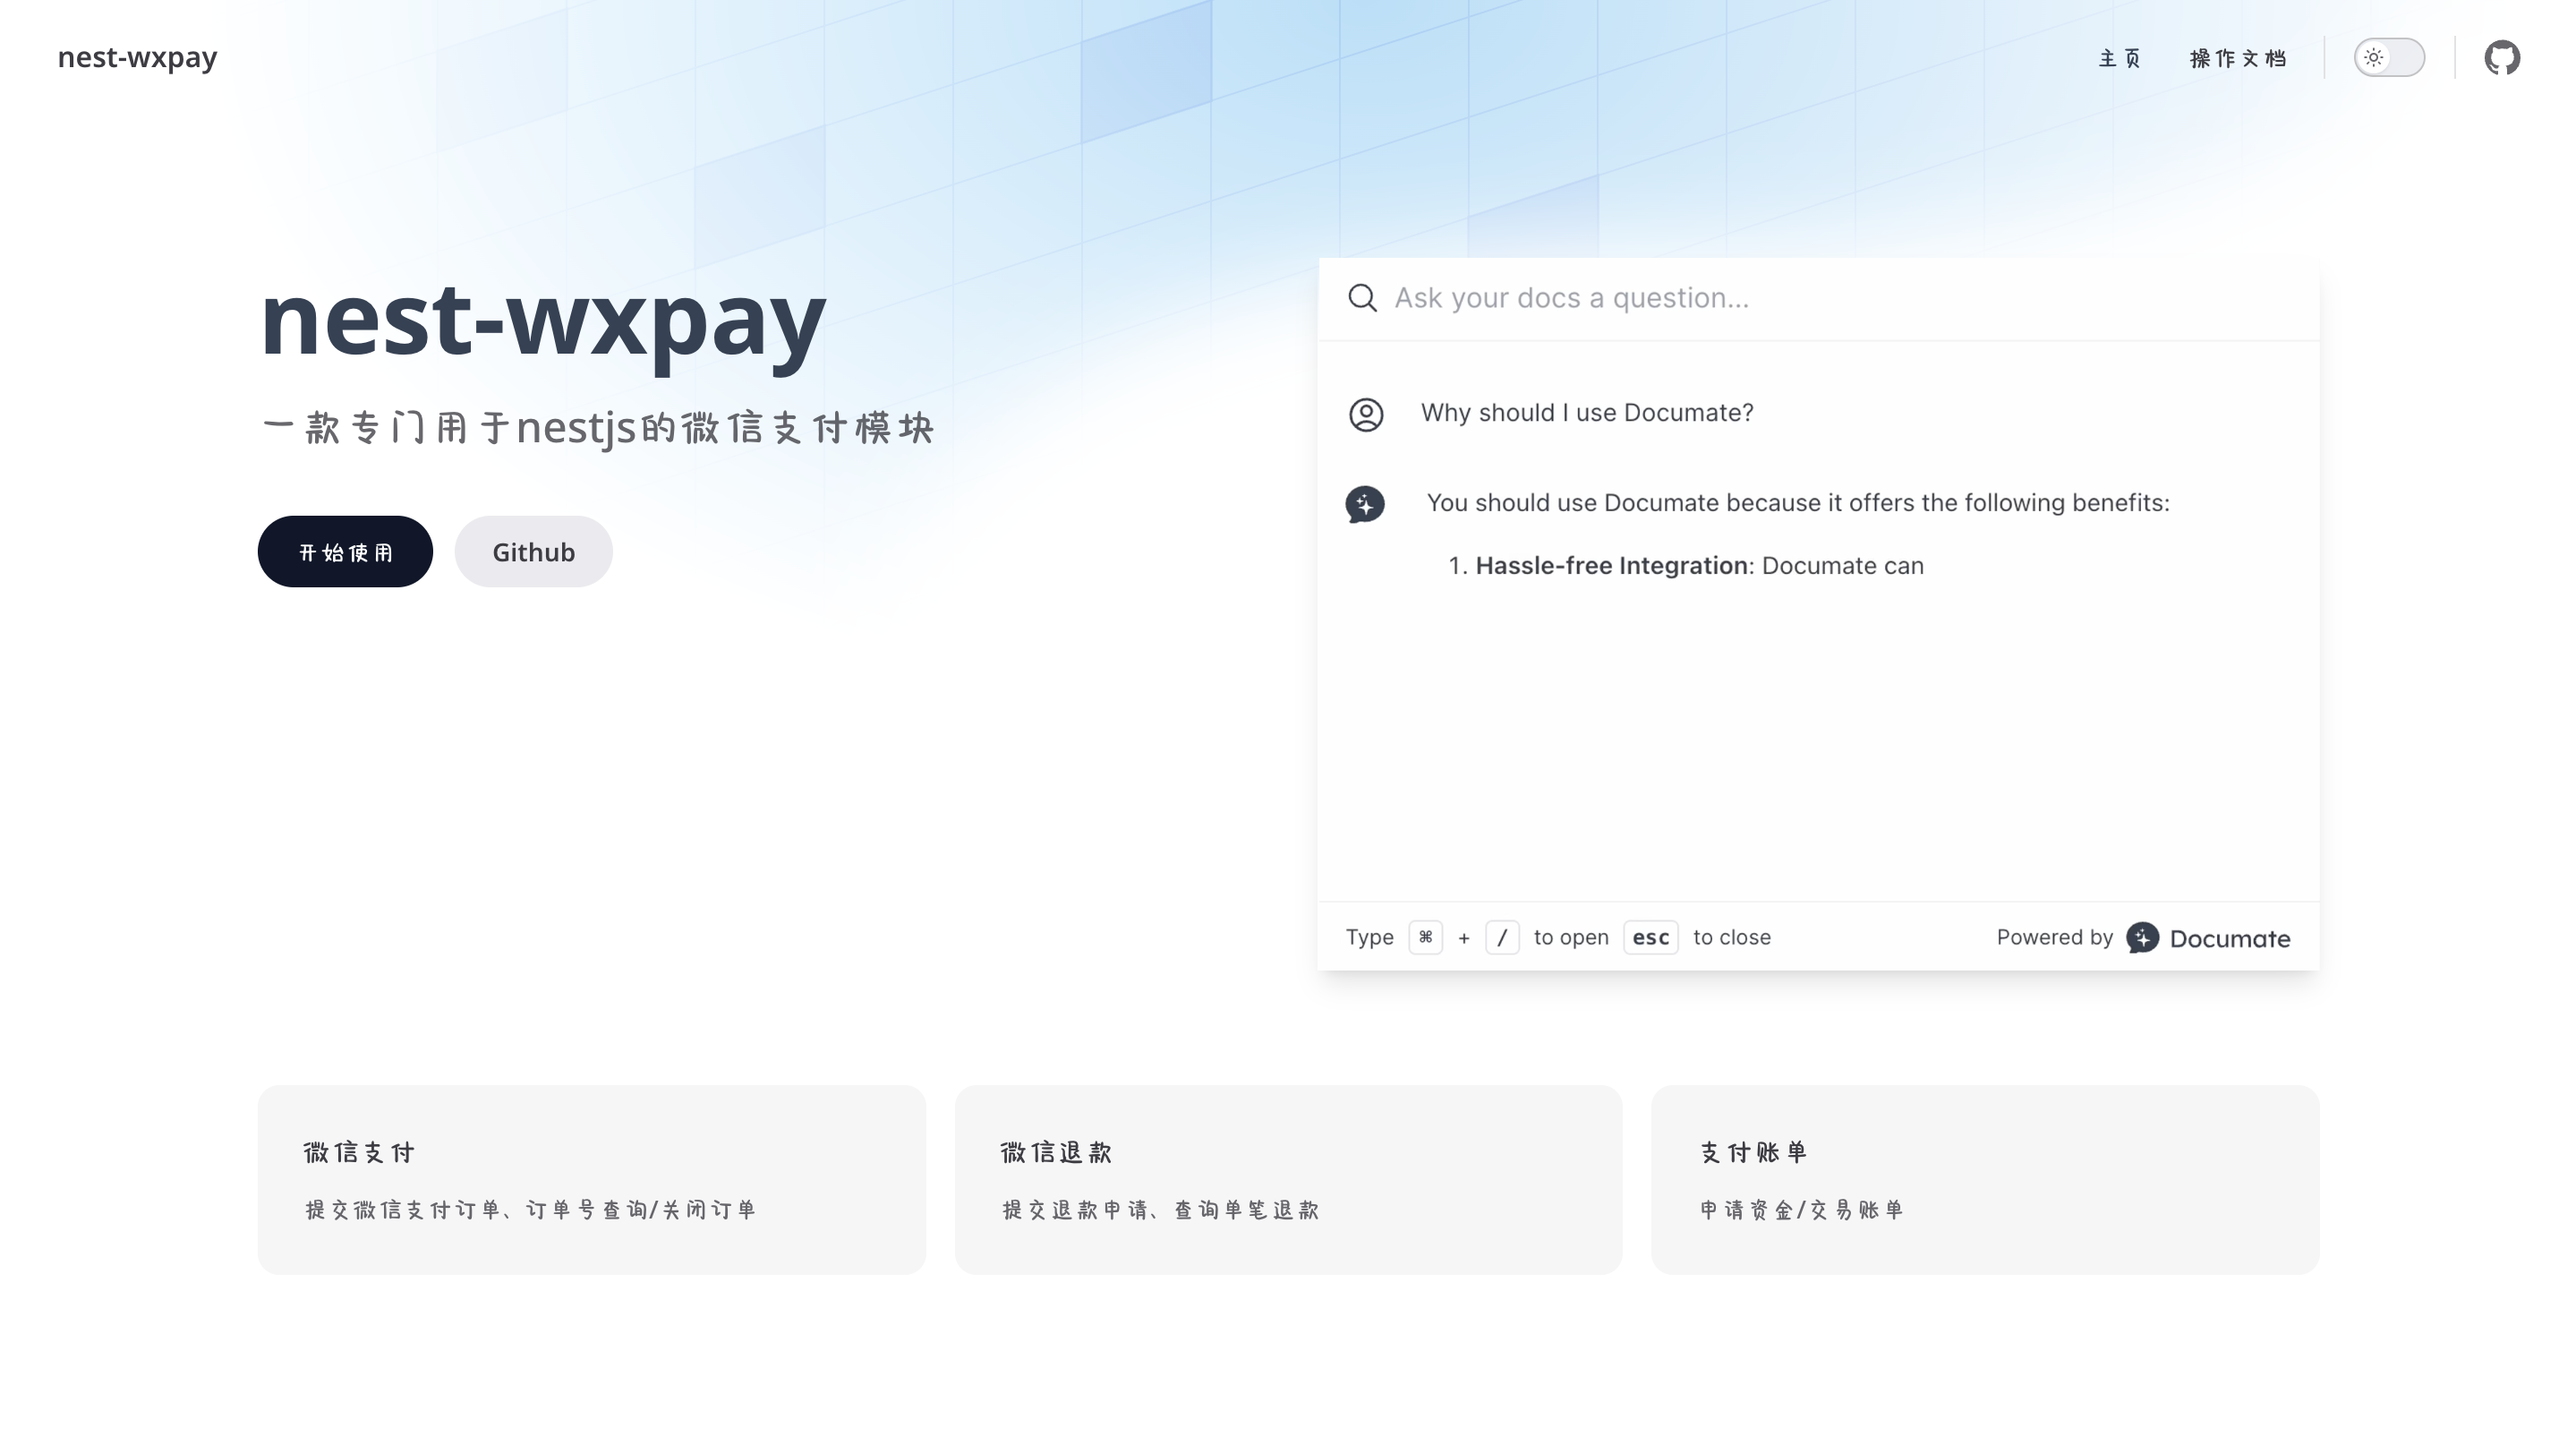 nest-wxpay
主页
操作文档
nest-wxpay
一款专门用于nestjs的微信支付模块
开始使用
Github
Ask your docs a question...
Why should I use Documate?
You should use Documate because it offers the following benefits:
1. Hassle-free Integration: Documate can
Type ⌘ + / to open esc to close
Powered by Documate
微信支付
提交微信支付订单、订单号查询/关闭订单
微信退款
提交退款申请、查询单笔退款
支付账单
申请资金/交易账单